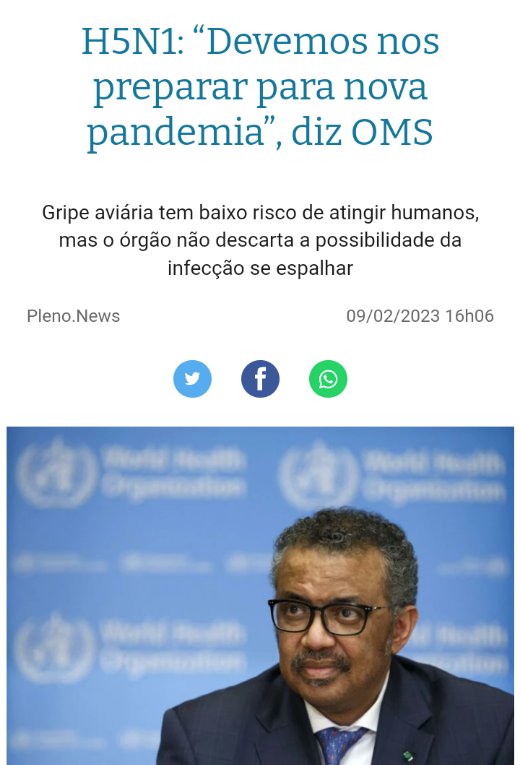 H5N1: “Devemos nos
preparar para nova
pandemia”, diz OMS
Gripe aviária tem baixo risco de atingir humanos,
mas o órgão não descarta a possibilidade da
infecção se espalhar
Pleno.News
09/02/2023 16h06
World Health
Organization
World Health
Organization
World Health
Organization
World Health
Organization